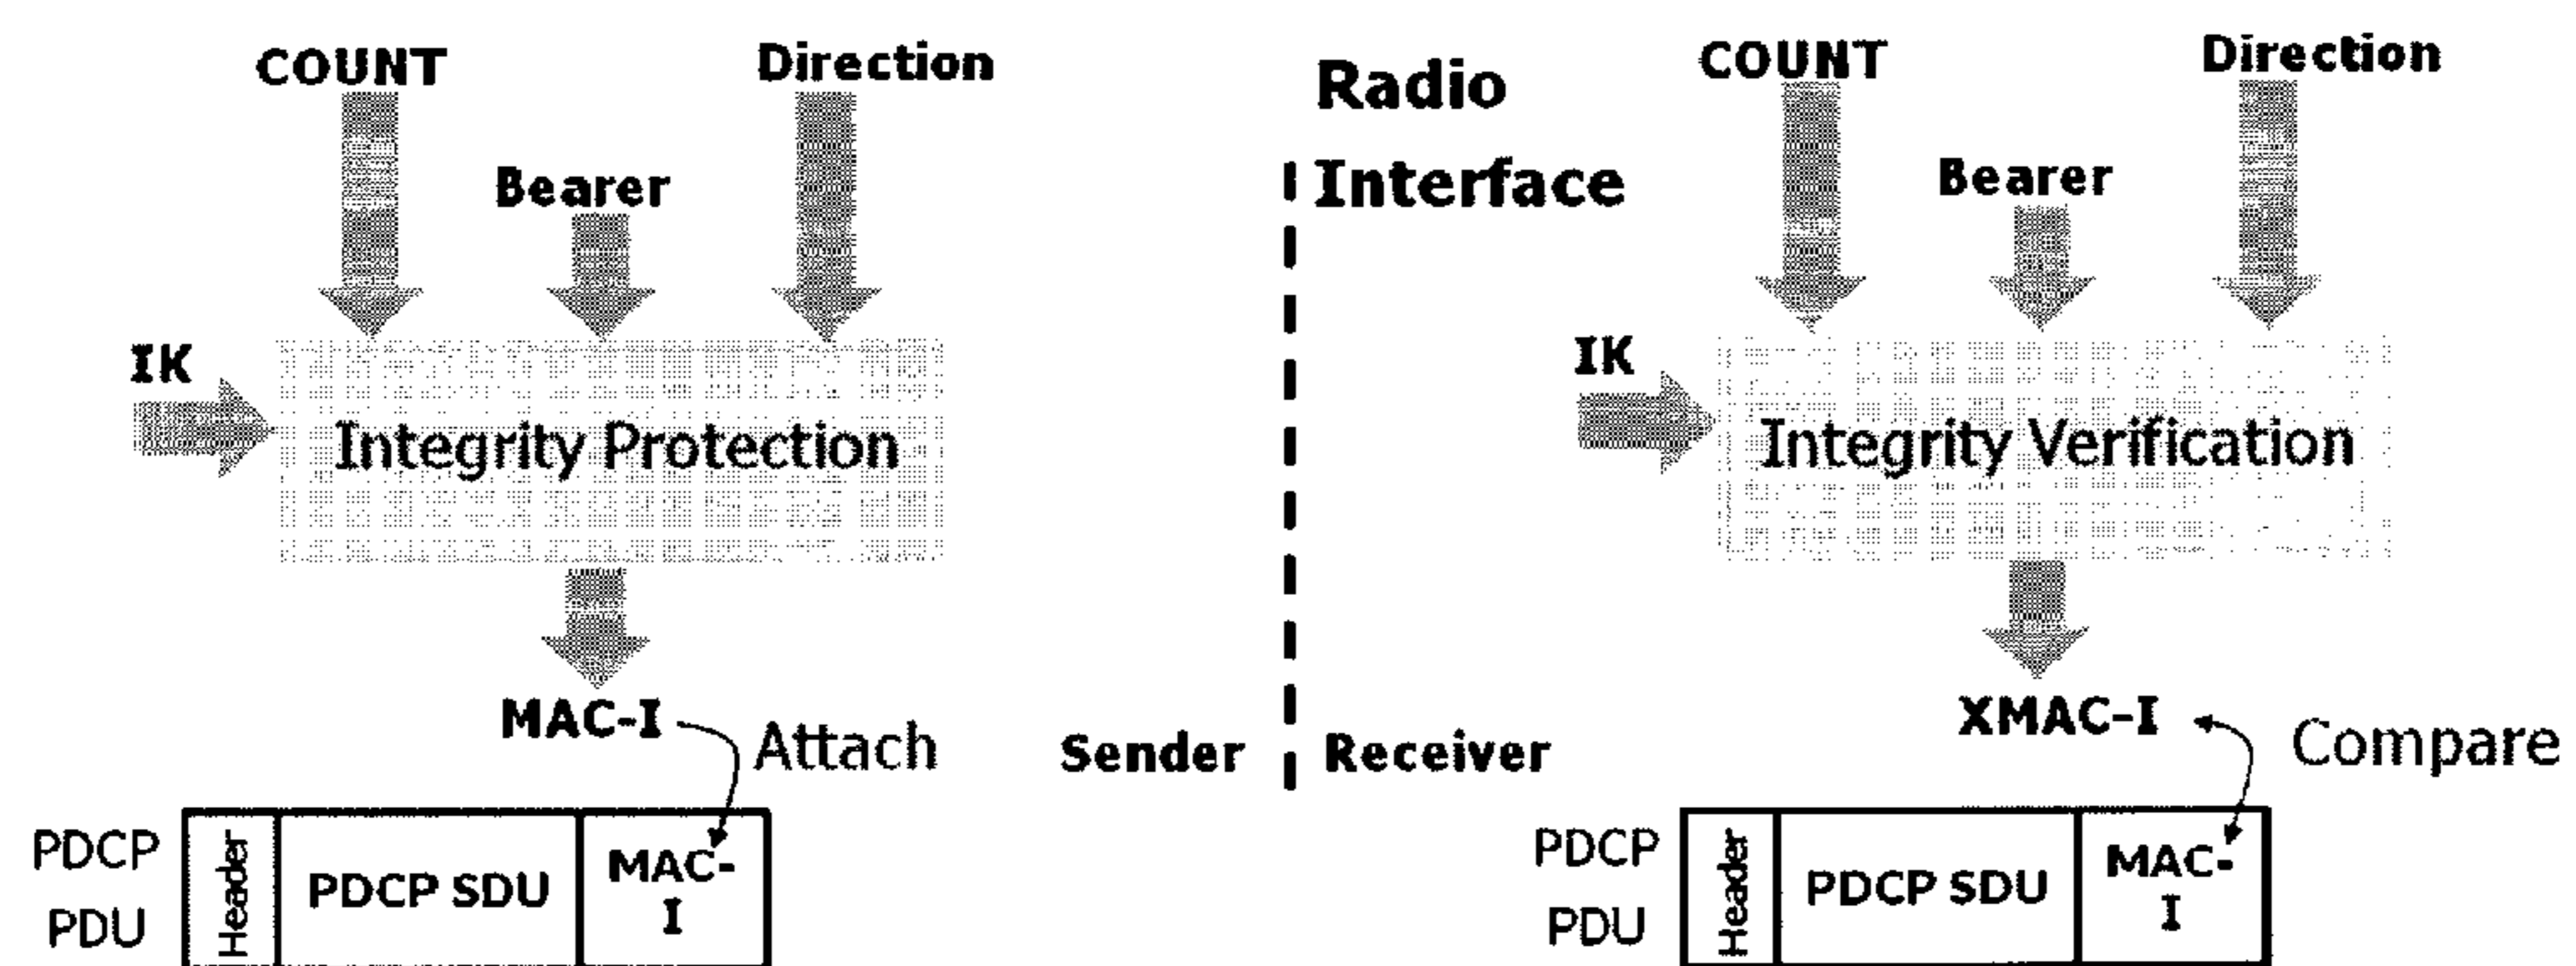 COUNT
Direction
Bearer
IK
Integrity Protection
MAC-I
Attach
PDCP
PDU
Header
PDCP SDU
MAC-
I
Radio
Interface
Sender
Receiver
COUNT
Direction
Bearer
IK
Integrity Verification
XMAC-I
Compare
PDCP
PDU
Header
PDCP SDU
MAC-
I